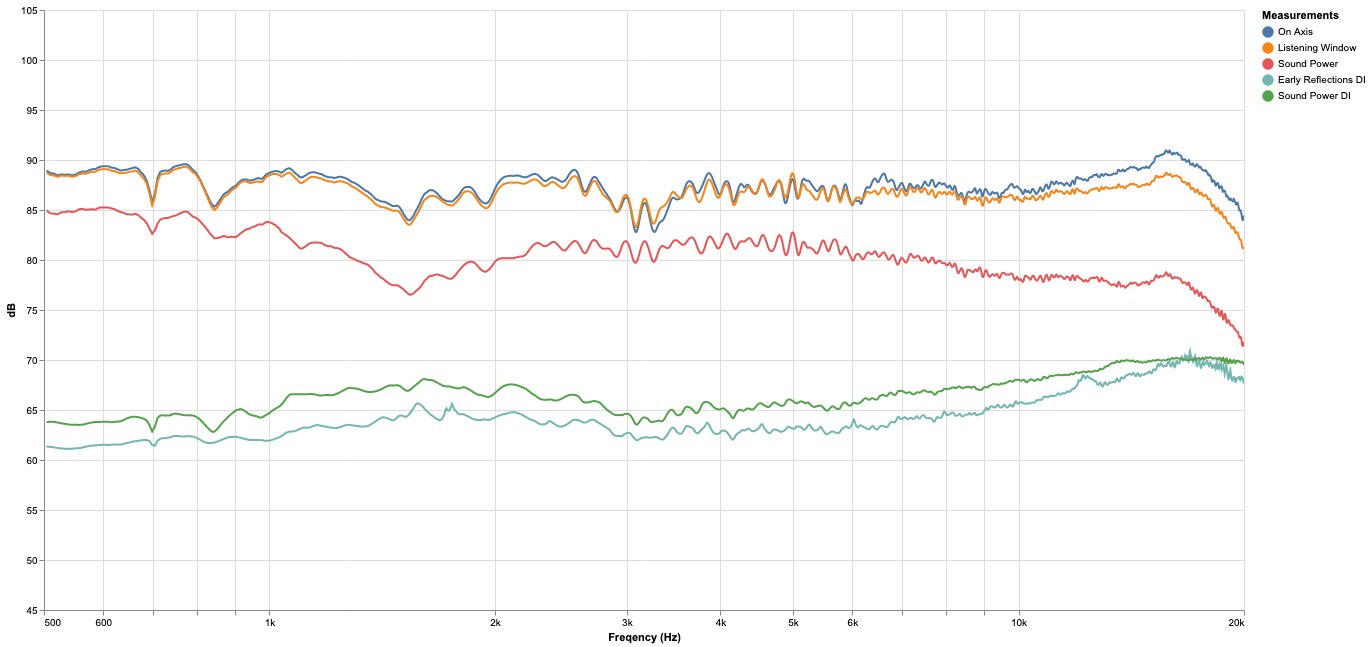 105
100
95
90
85
80
75
70
65
60
55
50
45
dB
500 600 1k 2k 3k 4k 5k 6k 10k 20k
Freqency (Hz)
Measurements
On Axis
Listening Window
Sound Power
Early Reflections DI
Sound Power DI